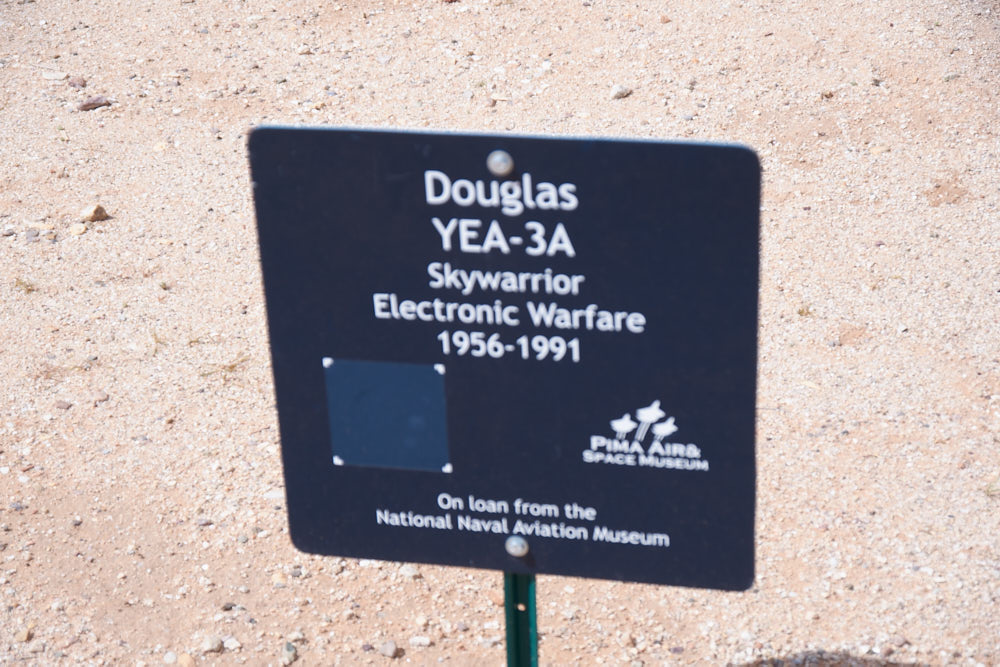 Douglas
YEA-3A
Skywarrior
Electronic Warfare
1956-1991
PIMA AIR&
SPACE MUSEUM
On loan from the
National Naval Aviation Museum